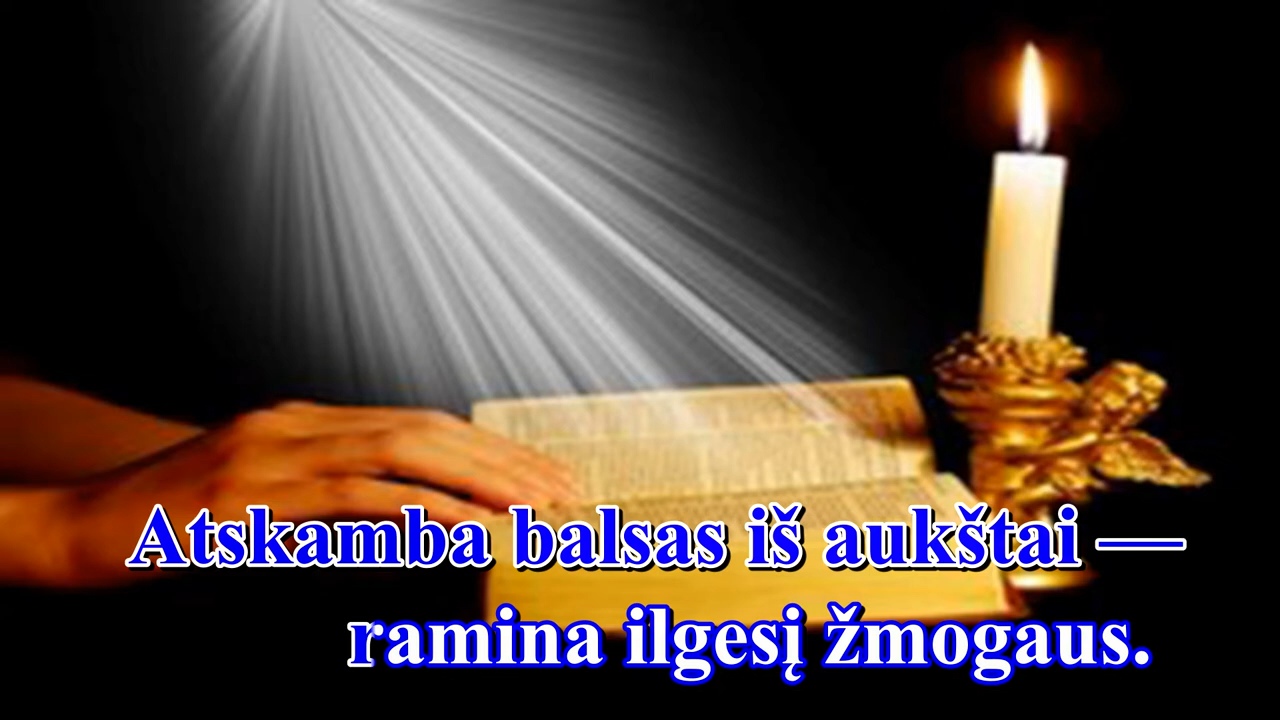 Atskamba balsas iš aukštai —
ramina ilgesį žmogaus.